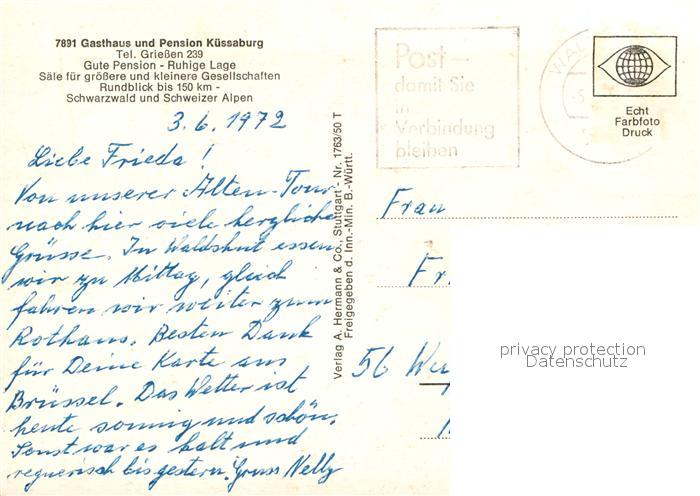 7891 Gasthaus und Pension Küssaburg
Tel. Grießen 239
Gute Pension - Ruhige Lage
Säle für größere und kleinere Gesellschaften
Rundblick bis 150 km -
Schwarzwald und Schweizer Alpen
3.6.1972
Liebe Frieda!
Von unserer Alten-Tour
nach hier viele herzliche
Grüsse. In Waldshut essen
wir zu Mittag, gleich
fahren wir weiter zum
Rothaus. Besten Dank
für Deine Karte aus
Brüssel. Das Wetter ist
heute sonnig und schön.
Sonst war es kalt und
regnerisch bis gestern. Gruss Nelly
Verlag A. Hermann & Co., Stuttgart - Nr. 1763/50 T
Freigegeben d. Inn.-Min. B.-Württ.
Post –
damit Sie
in
Verbindung
bleiben
WAL
Echt
Farbfoto
Druck
Frau
Fr
56 Wu
privacy protection
Datenschutz